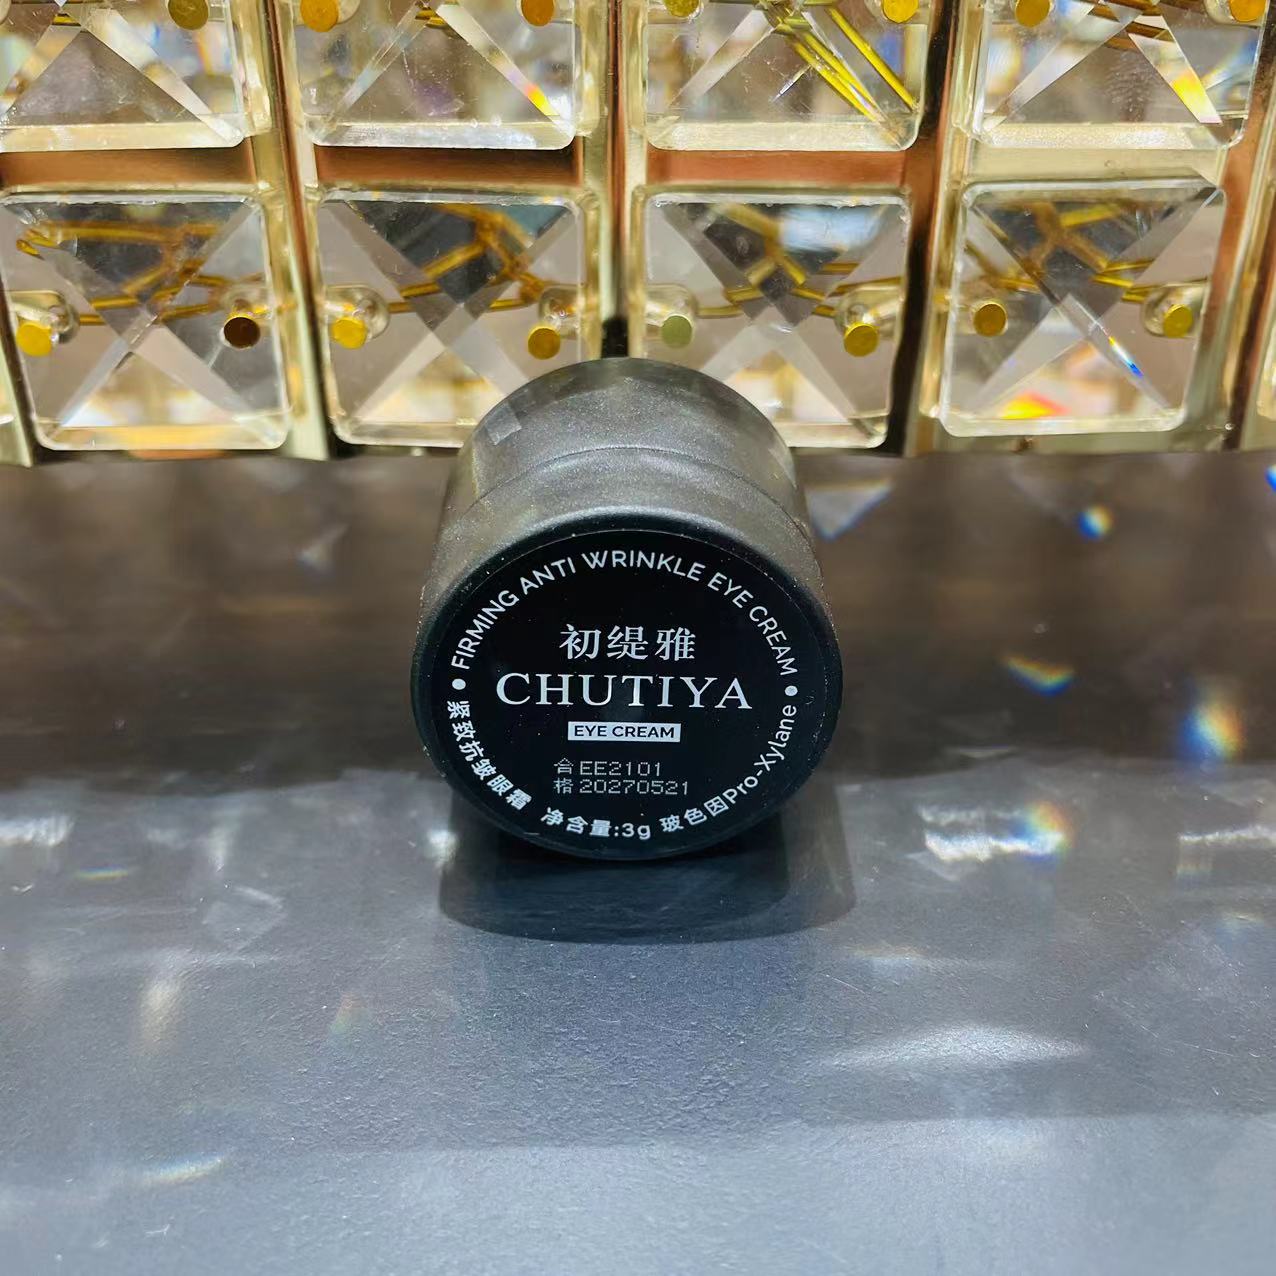 FIRMING ANTI WRINKLE EYE CREAM
初缇雅
CHUTIYA
EYE CREAM
合格 EE2101
20270521
紧致抗皱眼霜 净含量:3g 玻色因Pro-Xylane